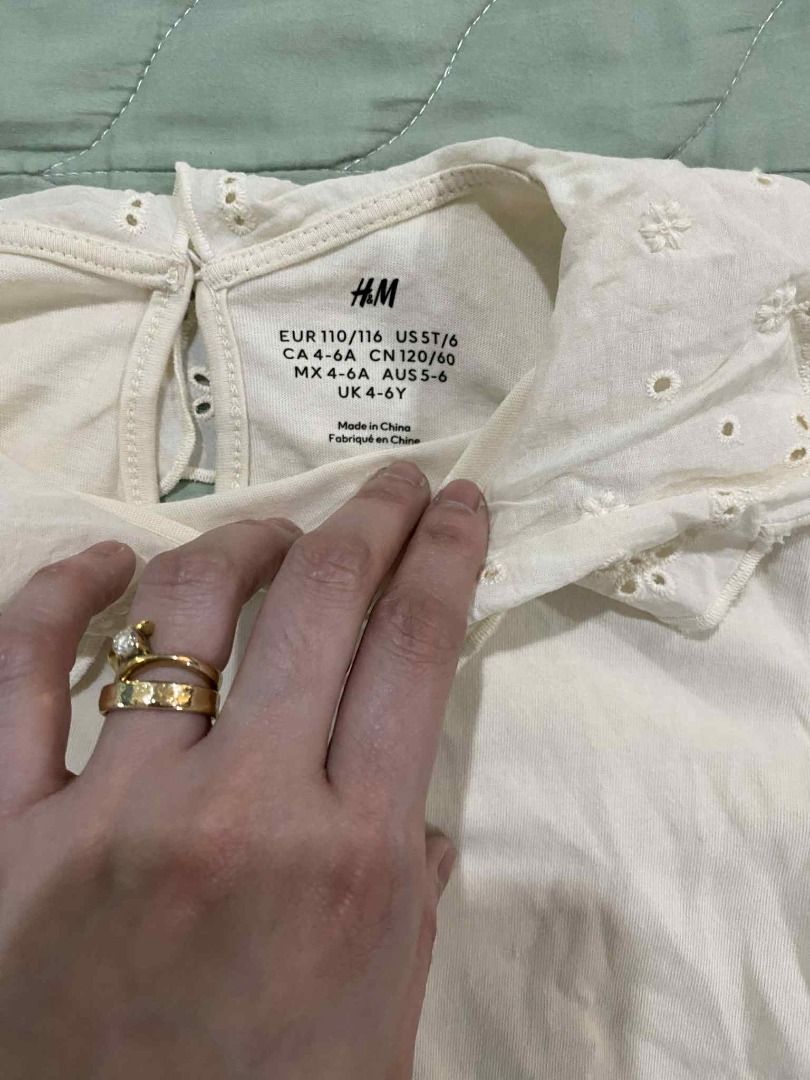 H&M
EUR 110/116 US 5T/6
CA 4-6A CN 120/60
MX 4-6A AUS 5-6
UK 4-6Y
Made in China
Fabriqué en Chine